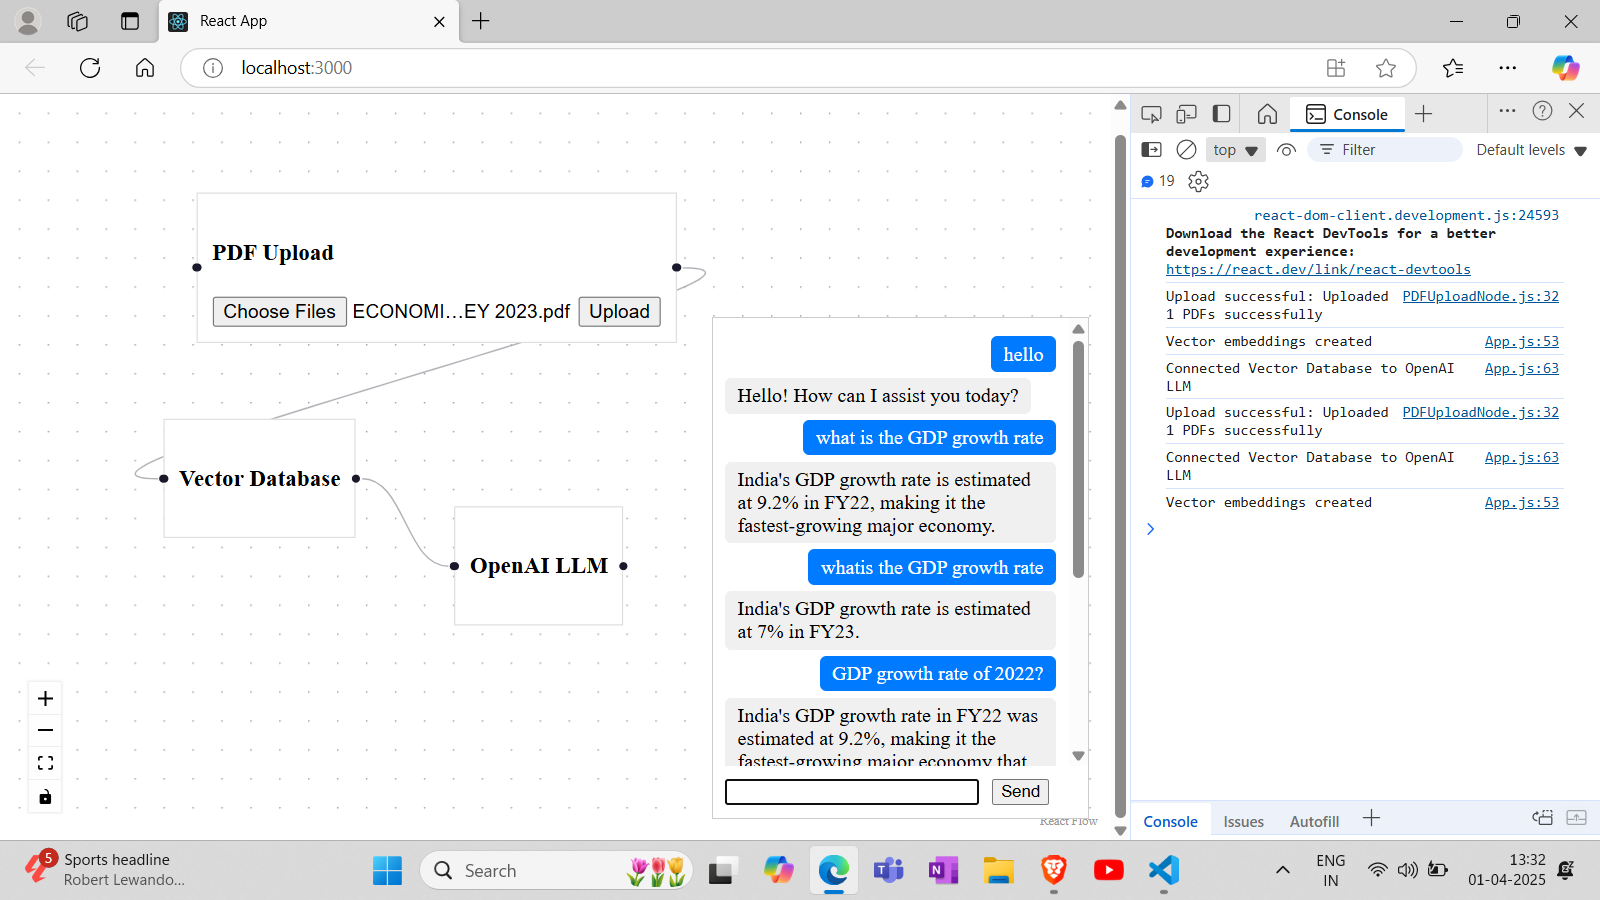 React App
localhost:3000
PDF Upload
Choose Files ECONOMI...EY 2023.pdf Upload
Vector Database
OpenAI LLM
hello
Hello! How can I assist you today?
what is the GDP growth rate
India's GDP growth rate is estimated
at 9.2% in FY22, making it the
fastest-growing major economy.
whatis the GDP growth rate
India's GDP growth rate is estimated
at 7% in FY23.
GDP growth rate of 2022?
India's GDP growth rate in FY22 was
estimated at 9.2%, making it the
fastest-growing major economy that
Send
React Flow
Console
top
Filter
Default levels
19
react-dom-client.development.js:24593
Download the React DevTools for a better
development experience:
https://react.dev/link/react-devtools
Upload successful: Uploaded PDFUploadNode.js:32
1 PDFs successfully
Vector embeddings created App.js:53
Connected Vector Database to OpenAI App.js:63
LLM
Upload successful: Uploaded PDFUploadNode.js:32
1 PDFs successfully
Connected Vector Database to OpenAI App.js:63
LLM
Vector embeddings created App.js:53
Console Issues Autofill
5
Sports headline
Robert Lewando...
Search
ENG
IN
13:32
01-04-2025